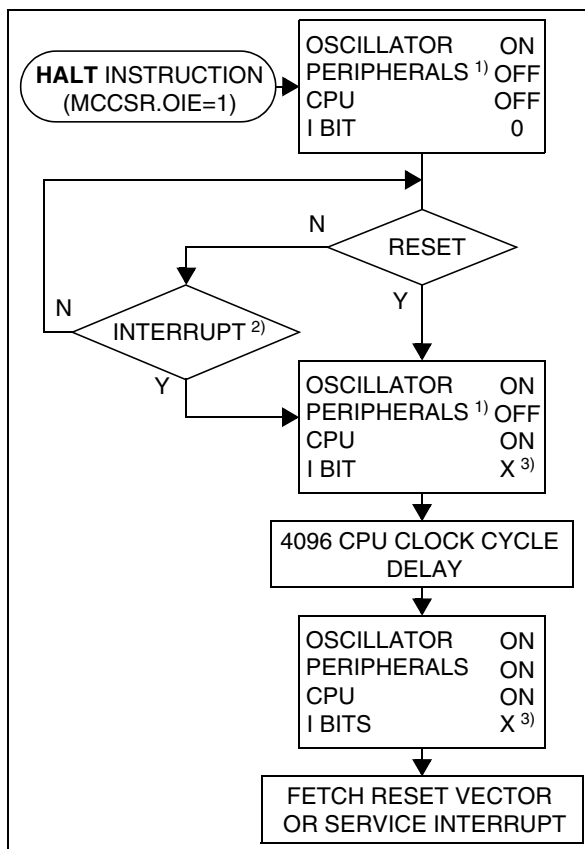 HALT INSTRUCTION
(MCCSR.OIE=1)
OSCILLATOR ON
PERIPHERALS 1) OFF
CPU OFF
I BIT 0
N
RESET
Y
N
INTERRUPT 2)
Y
OSCILLATOR ON
PERIPHERALS 1) OFF
CPU ON
I BIT X 3)
4096 CPU CLOCK CYCLE
DELAY
OSCILLATOR ON
PERIPHERALS ON
CPU ON
I BITS X 3)
FETCH RESET VECTOR
OR SERVICE INTERRUPT